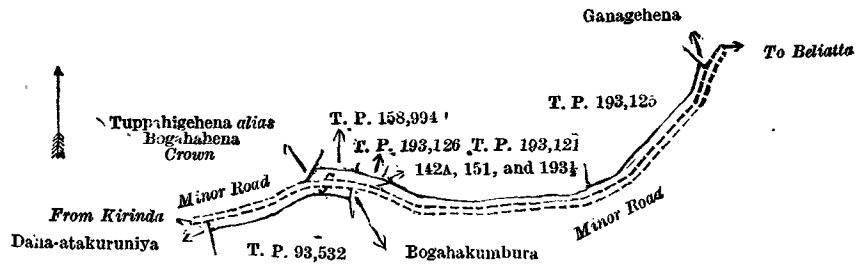 Ganagehena
To Beliatta
T. P. 193,125
Tuppahigehena alias
Bogahahena
Crown
T. P. 158,994
T. P. 193,126 T. P. 193,121
142A, 151, and 193½
Minor Road
Minor Road
From Kirinda
Daha-atakuruniya
T. P. 93,532
Bogahakumbura